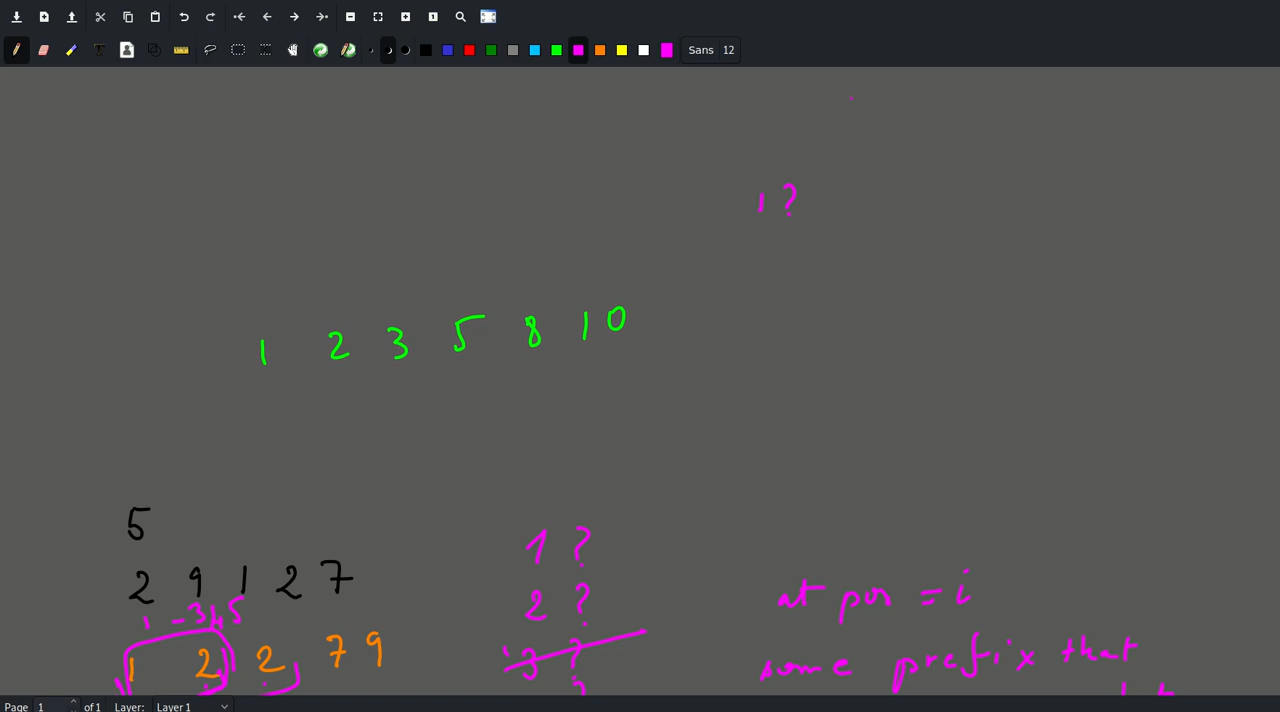 Sans 12
1 ?
1 2 3 5 8 10
5
2 9 1 2 7
1 ?
2 ?
3 ?
at pos = i
1 2 2 7 9
some prefix that
Page 1 of 1 Layer: Layer 1